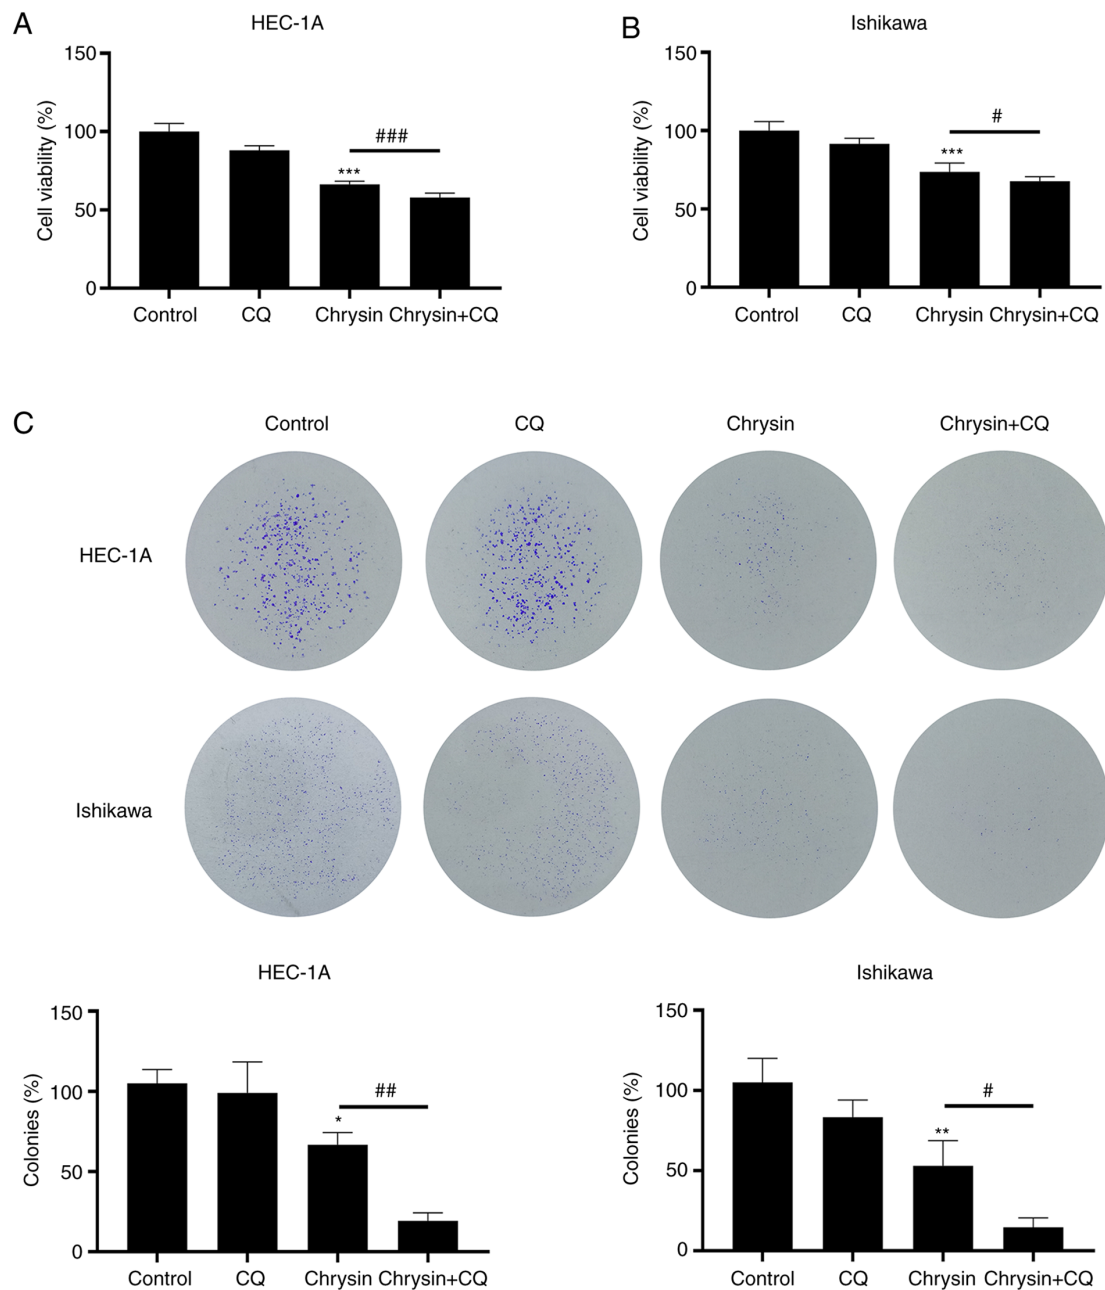 A
HEC-1A
150
100
50
0
Cell viability (%)
***
###
Control CQ Chrysin Chrysin+CQ
B
Ishikawa
150
100
50
0
Cell viability (%)
***
#
Control CQ Chrysin Chrysin+CQ
C
Control CQ Chrysin Chrysin+CQ
HEC-1A
Ishikawa
HEC-1A
150
100
50
0
Colonies (%)
*
##
Control CQ Chrysin Chrysin+CQ
Ishikawa
150
100
50
0
Colonies (%)
**
#
Control CQ Chrysin Chrysin+CQ